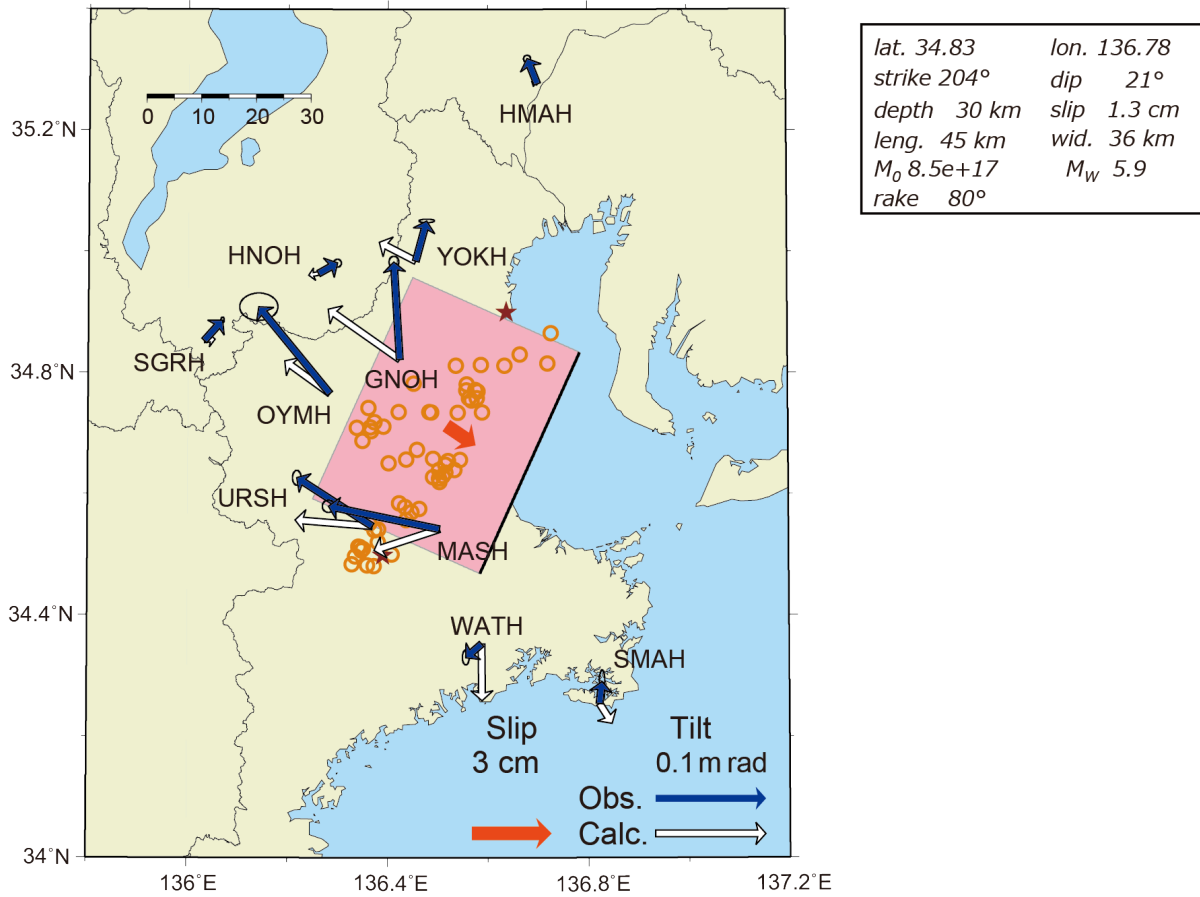 lat. 34.83 lon. 136.78
strike 204° dip 21°
depth 30 km slip 1.3 cm
leng. 45 km wid. 36 km
M0 8.5e+17 MW 5.9
rake 80°
0 10 20 30
HMAH
35.2°N
HNOH
YOKH
SGRH
34.8°N
GNOH
OYMH
URSH
MASH
34.4°N
WATH
SMAH
Slip Tilt
3 cm 0.1 m rad
Obs.
Calc.
34°N
136°E 136.4°E 136.8°E 137.2°E